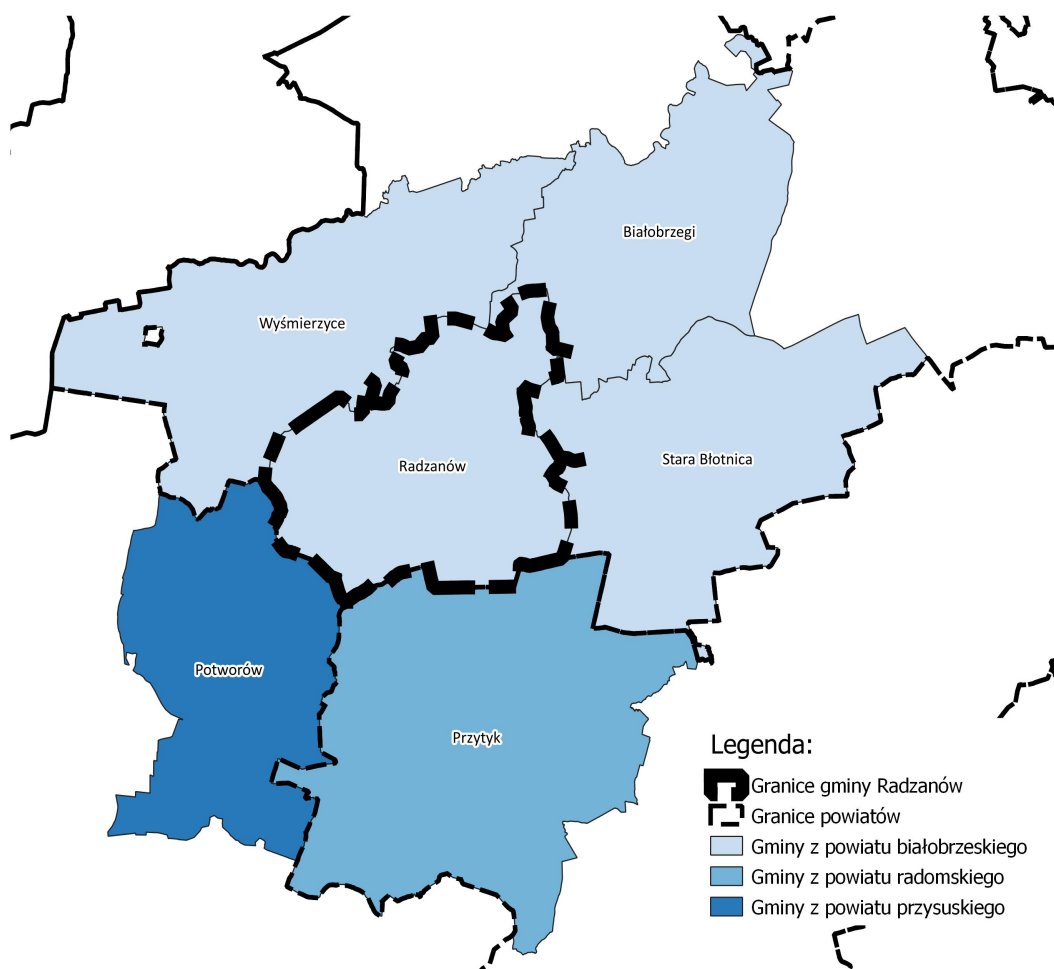 Białobrzegi
Wyśmierzyce
Radzanów
Stara Błotnica
Potworów
Przytyk
Legenda:
Granice gminy Radzanów
Granice powiatów
Gminy z powiatu białobrzeskiego
Gminy z powiatu radomskiego
Gminy z powiatu przysuskiego